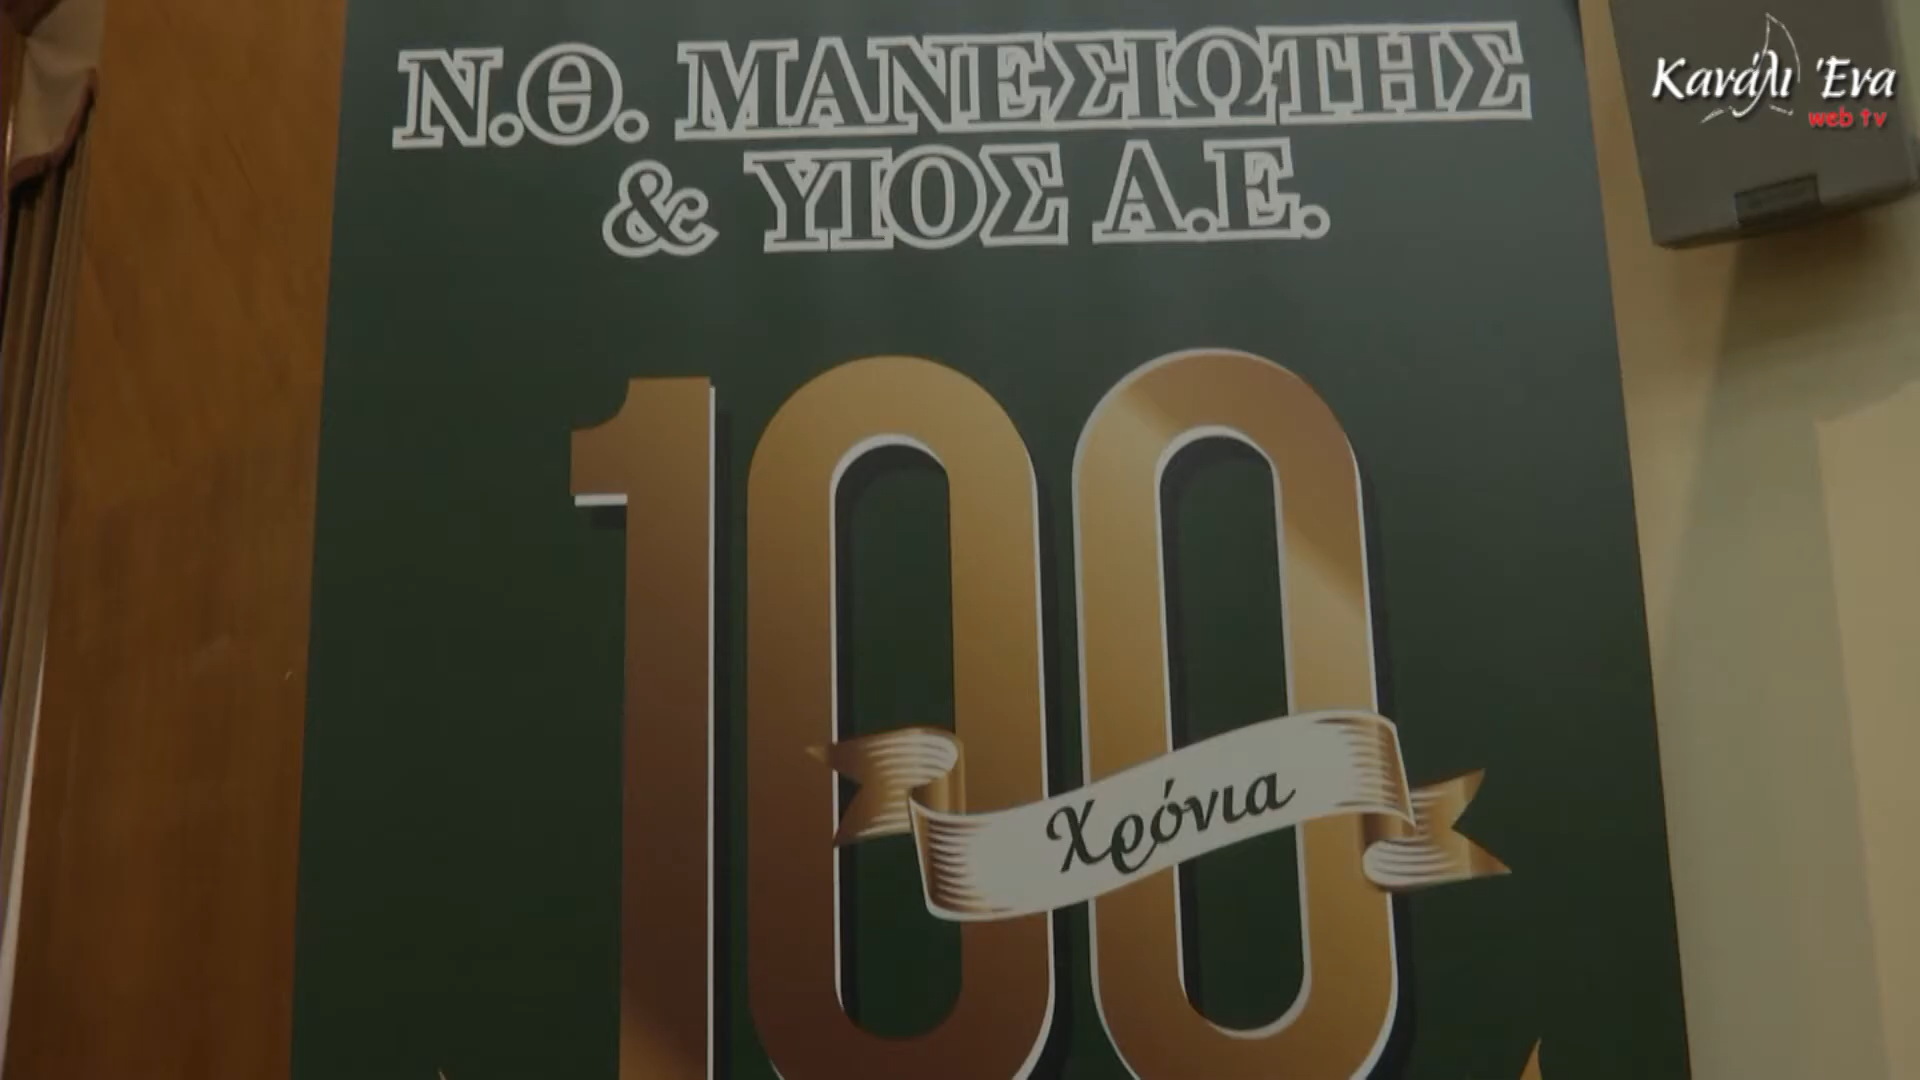 Ν.Θ. ΜΑΝΕΣΙΩΤΗΣ
& ΥΙΟΣ Α.Ε.
100
Χρόνια
Κανάλι Ένα
web tv